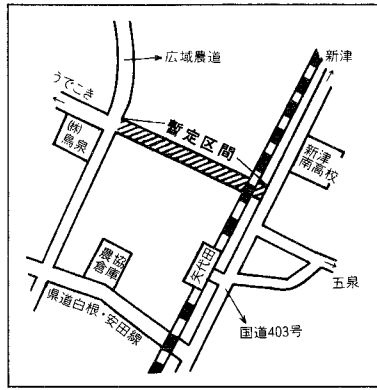 広域農道
新津
うでこき
㈱鳥泉
暫定区間
新津南高校
農協倉庫
矢代田
五泉
県道白根・安田線
国道403号